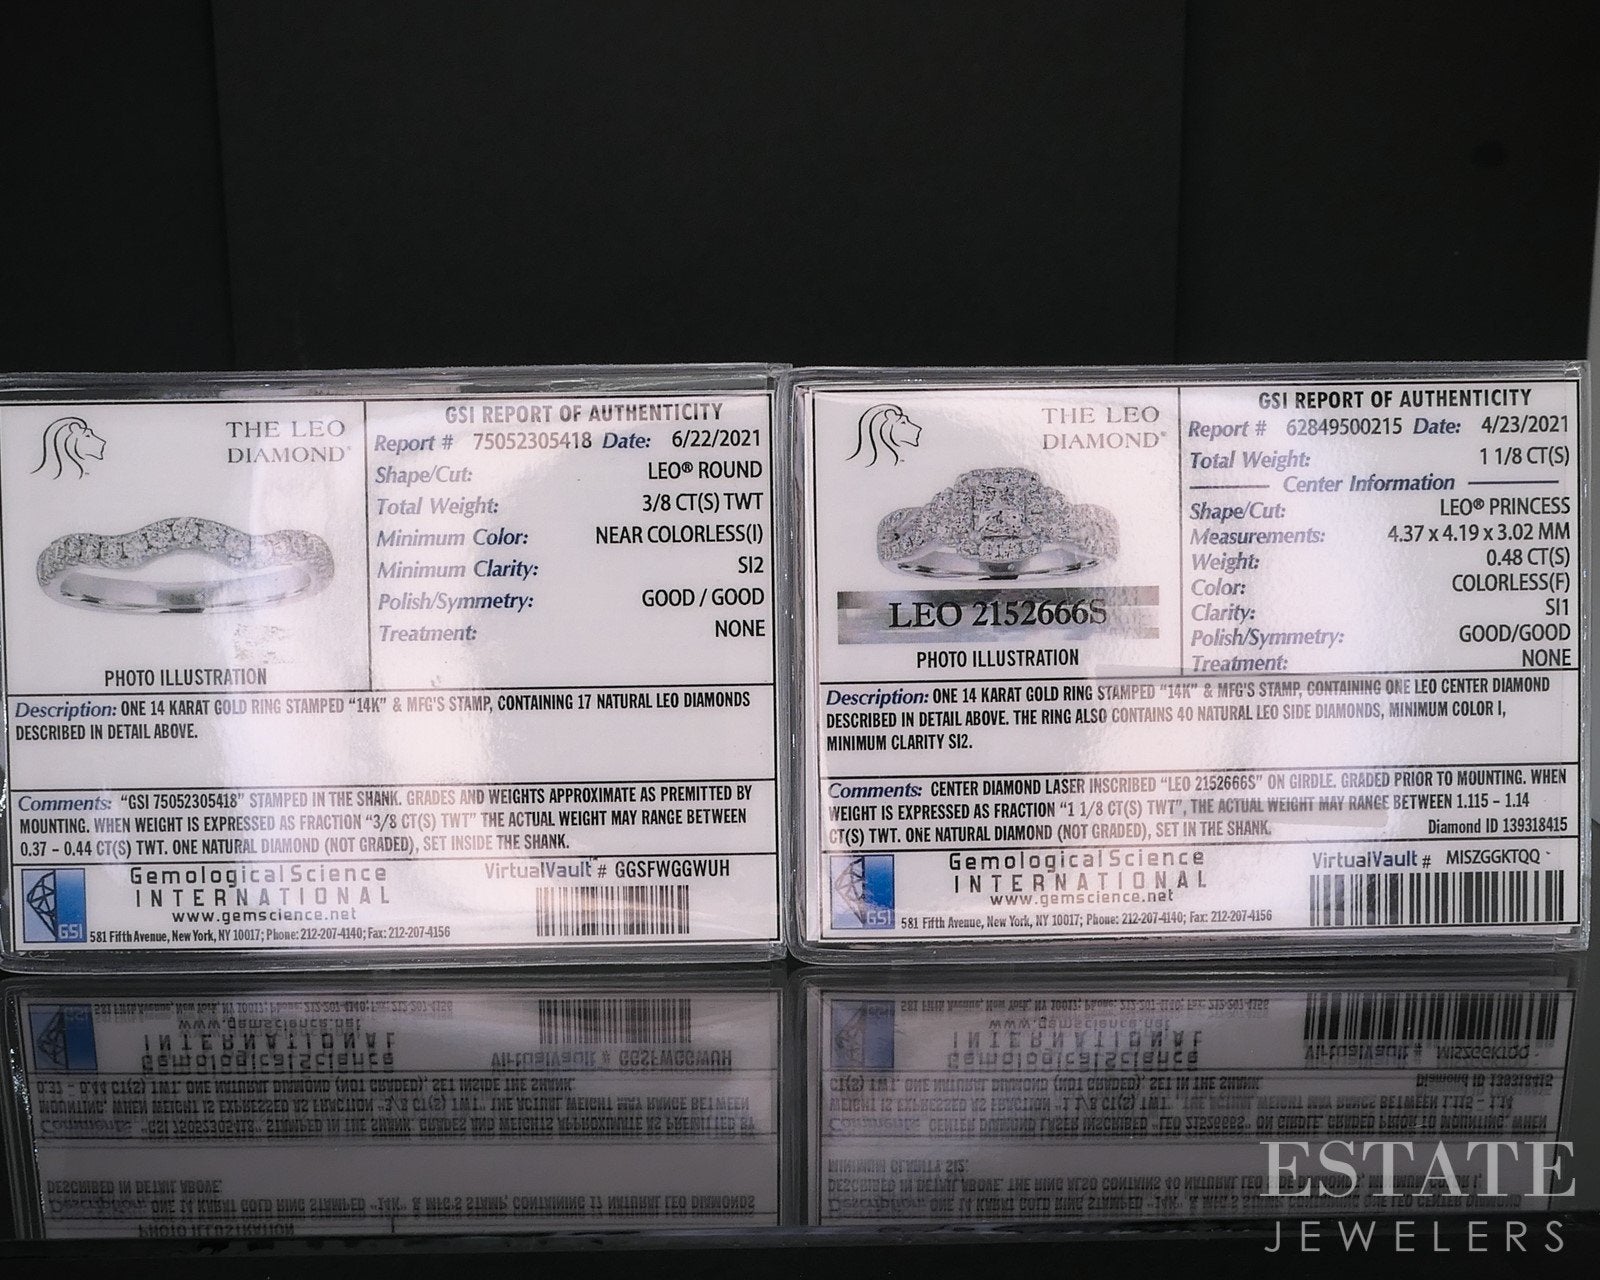 THE LEO
DIAMOND®
GSI REPORT OF AUTHENTICITY
Report # 75052305418 Date: 6/22/2021
Shape/Cut: LEO® ROUND
Total Weight: 3/8 CT(S) TWT
Minimum Color: NEAR COLORLESS(I)
Minimum Clarity: SI2
Polish/Symmetry: GOOD / GOOD
Treatment: NONE
PHOTO ILLUSTRATION
Description: ONE 14 KARAT GOLD RING STAMPED "14K" & MFG'S STAMP, CONTAINING 17 NATURAL LEO DIAMONDS
DESCRIBED IN DETAIL ABOVE.
Comments: "GSI 75052305418" STAMPED IN THE SHANK. GRADES AND WEIGHTS APPROXIMATE AS PREMITTED BY
MOUNTING. WHEN WEIGHT IS EXPRESSED AS FRACTION "3/8 CT(S) TWT" THE ACTUAL WEIGHT MAY RANGE BETWEEN
0.37 - 0.44 CT(S) TWT. ONE NATURAL DIAMOND (NOT GRADED), SET INSIDE THE SHANK.
GSI
GemologicalScience
INTERNATIONAL
www.gemscience.net
581 Fifth Avenue, New York, NY 10017; Phone: 212-207-4140; Fax: 212-207-4156
VirtualVault™ # GGSFWGGWUH
THE LEO
DIAMOND®
LEO 2152666S
PHOTO ILLUSTRATION
GSI REPORT OF AUTHENTICITY
Report # 62849500215 Date: 4/23/2021
Total Weight: 1 1/8 CT(S)
Center Information
Shape/Cut: LEO® PRINCESS
Measurements: 4.37 x 4.19 x 3.02 MM
Weight: 0.48 CT(S)
Color: COLORLESS(F)
Clarity: SI1
Polish/Symmetry: GOOD/GOOD
Treatment: NONE
Description: ONE 14 KARAT GOLD RING STAMPED "14K" & MFG'S STAMP, CONTAINING ONE LEO CENTER DIAMOND
DESCRIBED IN DETAIL ABOVE. THE RING ALSO CONTAINS 40 NATURAL LEO SIDE DIAMONDS, MINIMUM COLOR I,
MINIMUM CLARITY SI2.
Comments: CENTER DIAMOND LASER INSCRIBED "LEO 2152666S" ON GIRDLE. GRADED PRIOR TO MOUNTING. WHEN
WEIGHT IS EXPRESSED AS FRACTION "1 1/8 CT(S) TWT", THE ACTUAL WEIGHT MAY RANGE BETWEEN 1.115 - 1.14
CT(S) TWT. ONE NATURAL DIAMOND (NOT GRADED), SET IN THE SHANK.
Diamond ID 139318415
GSI
GemologicalScience
INTERNATIONAL
www.gemscience.net
581 Fifth Avenue, New York, NY 10017; Phone: 212-207-4140; Fax: 212-207-4156
VirtualVault™ # MISZGGKTQQ
ESTATE
JEWELERS